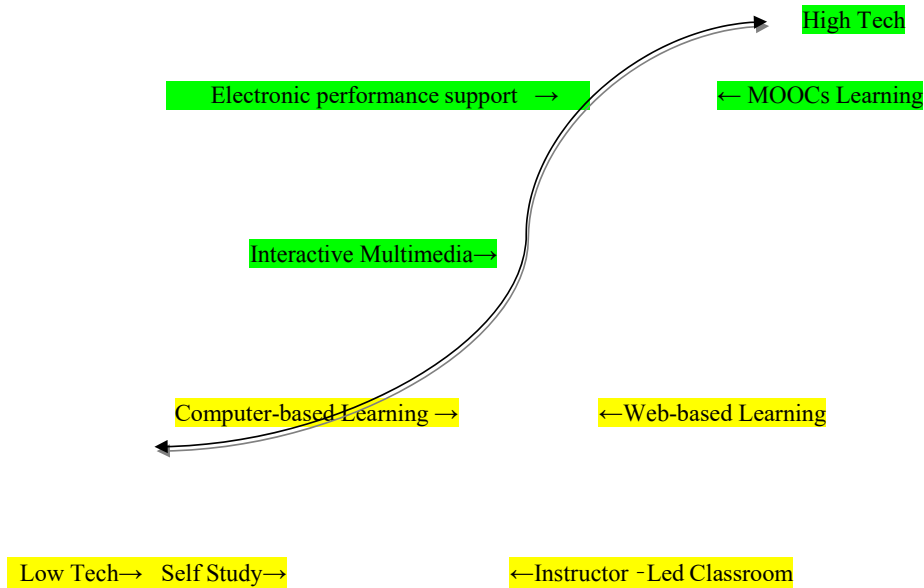 High Tech
Electronic performance support → ← MOOCs Learning
Interactive Multimedia→
Computer-based Learning → ←Web-based Learning
Low Tech→ Self Study→ ←Instructor -Led Classroom